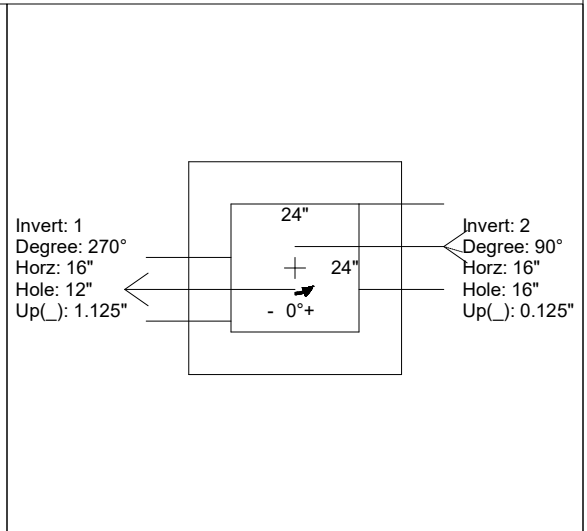 Invert: 1
Degree: 270°
Horz: 16"
Hole: 12"
Up(_): 1.125"
24"
24"
- 0°+
Invert: 2
Degree: 90°
Horz: 16"
Hole: 16"
Up(_): 0.125"